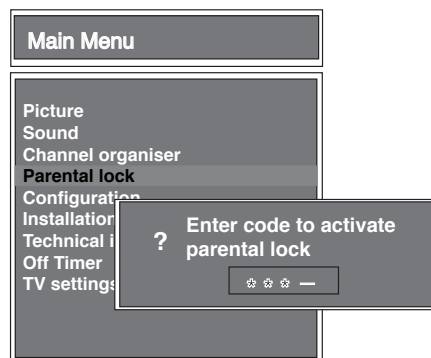 Main Menu
Picture
Sound
Channel organiser
Parental lock
Configuration
Installation
Technical i
Off Timer
TV settings
? Enter code to activate
parental lock
✩ ✩ ✩ –